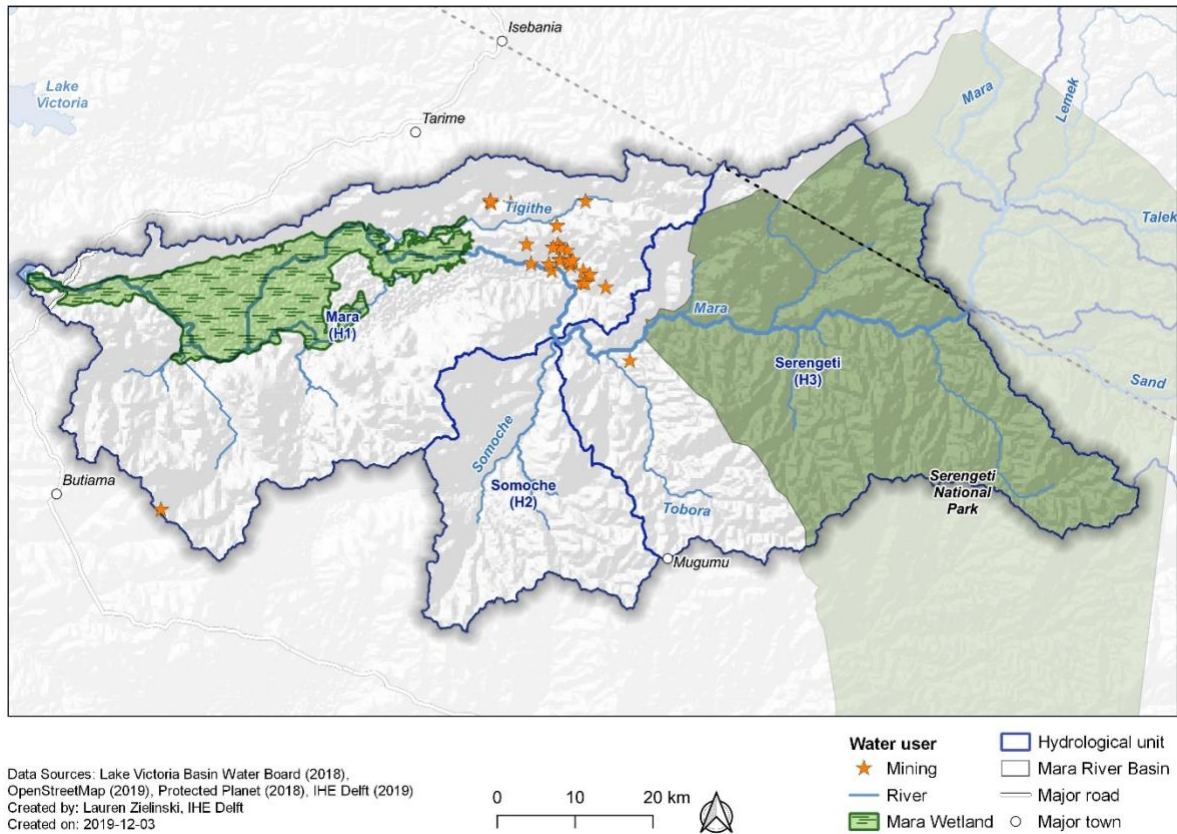 Isebania
Lake
Victoria
Tarime
Mara
Lemek
Talek
Tigithe
Sand
Mara
(H1)
Mara
Serengeti
(H3)
Somoche
Somoche
(H2)
Serengeti
National
Park
Butiama
Tobora
Mugumu
Data Sources: Lake Victoria Basin Water Board (2018),
OpenStreetMap (2019), Protected Planet (2018), IHE Delft (2019)
Created by: Lauren Zielinski, IHE Delft
Created on: 2019-12-03
0 10 20 km
Water user
Mining
River
Mara Wetland
Hydrological unit
Mara River Basin
Major road
Major town